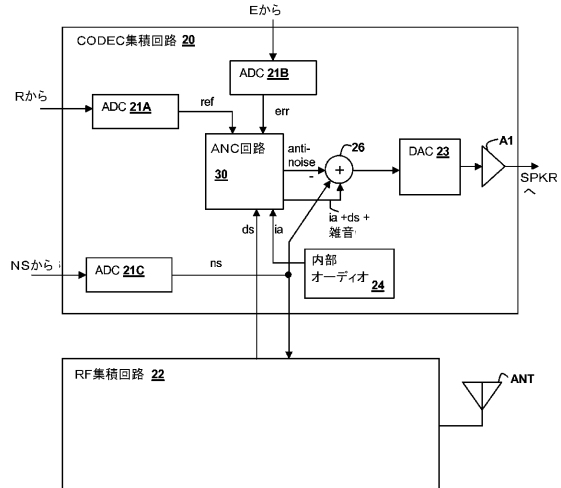 Eから
CODEC集積回路 20
ADC 21B
Rから
ADC 21A
ref
err
ANC回路
30
anti-
noise
-
26
+
DAC 23
A1
SPKR
へ
ia +ds +
雑音
ds
ia
NSから
ADC 21C
ns
内部
オーディオ
24
RF集積回路 22
ANT